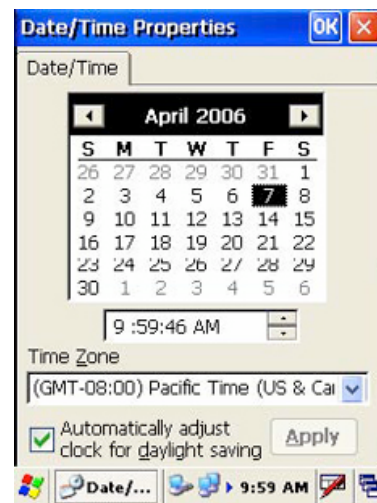 Date/Time Properties OK
Date/Time
April 2006
S M T W T F S
26 27 28 29 30 31 1
2 3 4 5 6 7 8
9 10 11 12 13 14 15
16 17 18 19 20 21 22
23 24 25 26 27 28 29
30 1 2 3 4 5 6
9 :59:46 AM
Time Zone
(GMT-08:00) Pacific Time (US & Cai
Automatically adjust
clock for daylight saving Apply
Date/... 9:59 AM